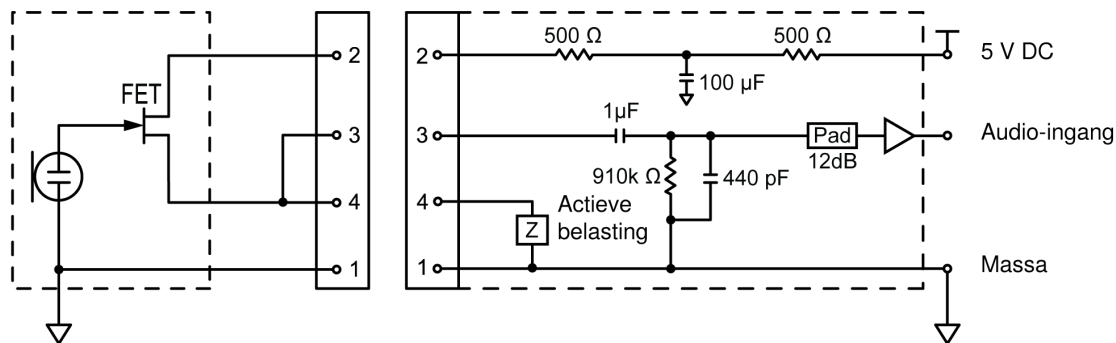 FET
2
3
4
1
2
3
4
1
500 Ω
500 Ω
100 µF
1µF
910k Ω
440 pF
Pad
12dB
Z
Actieve
belasting
5 V DC
Audio-ingang
Massa